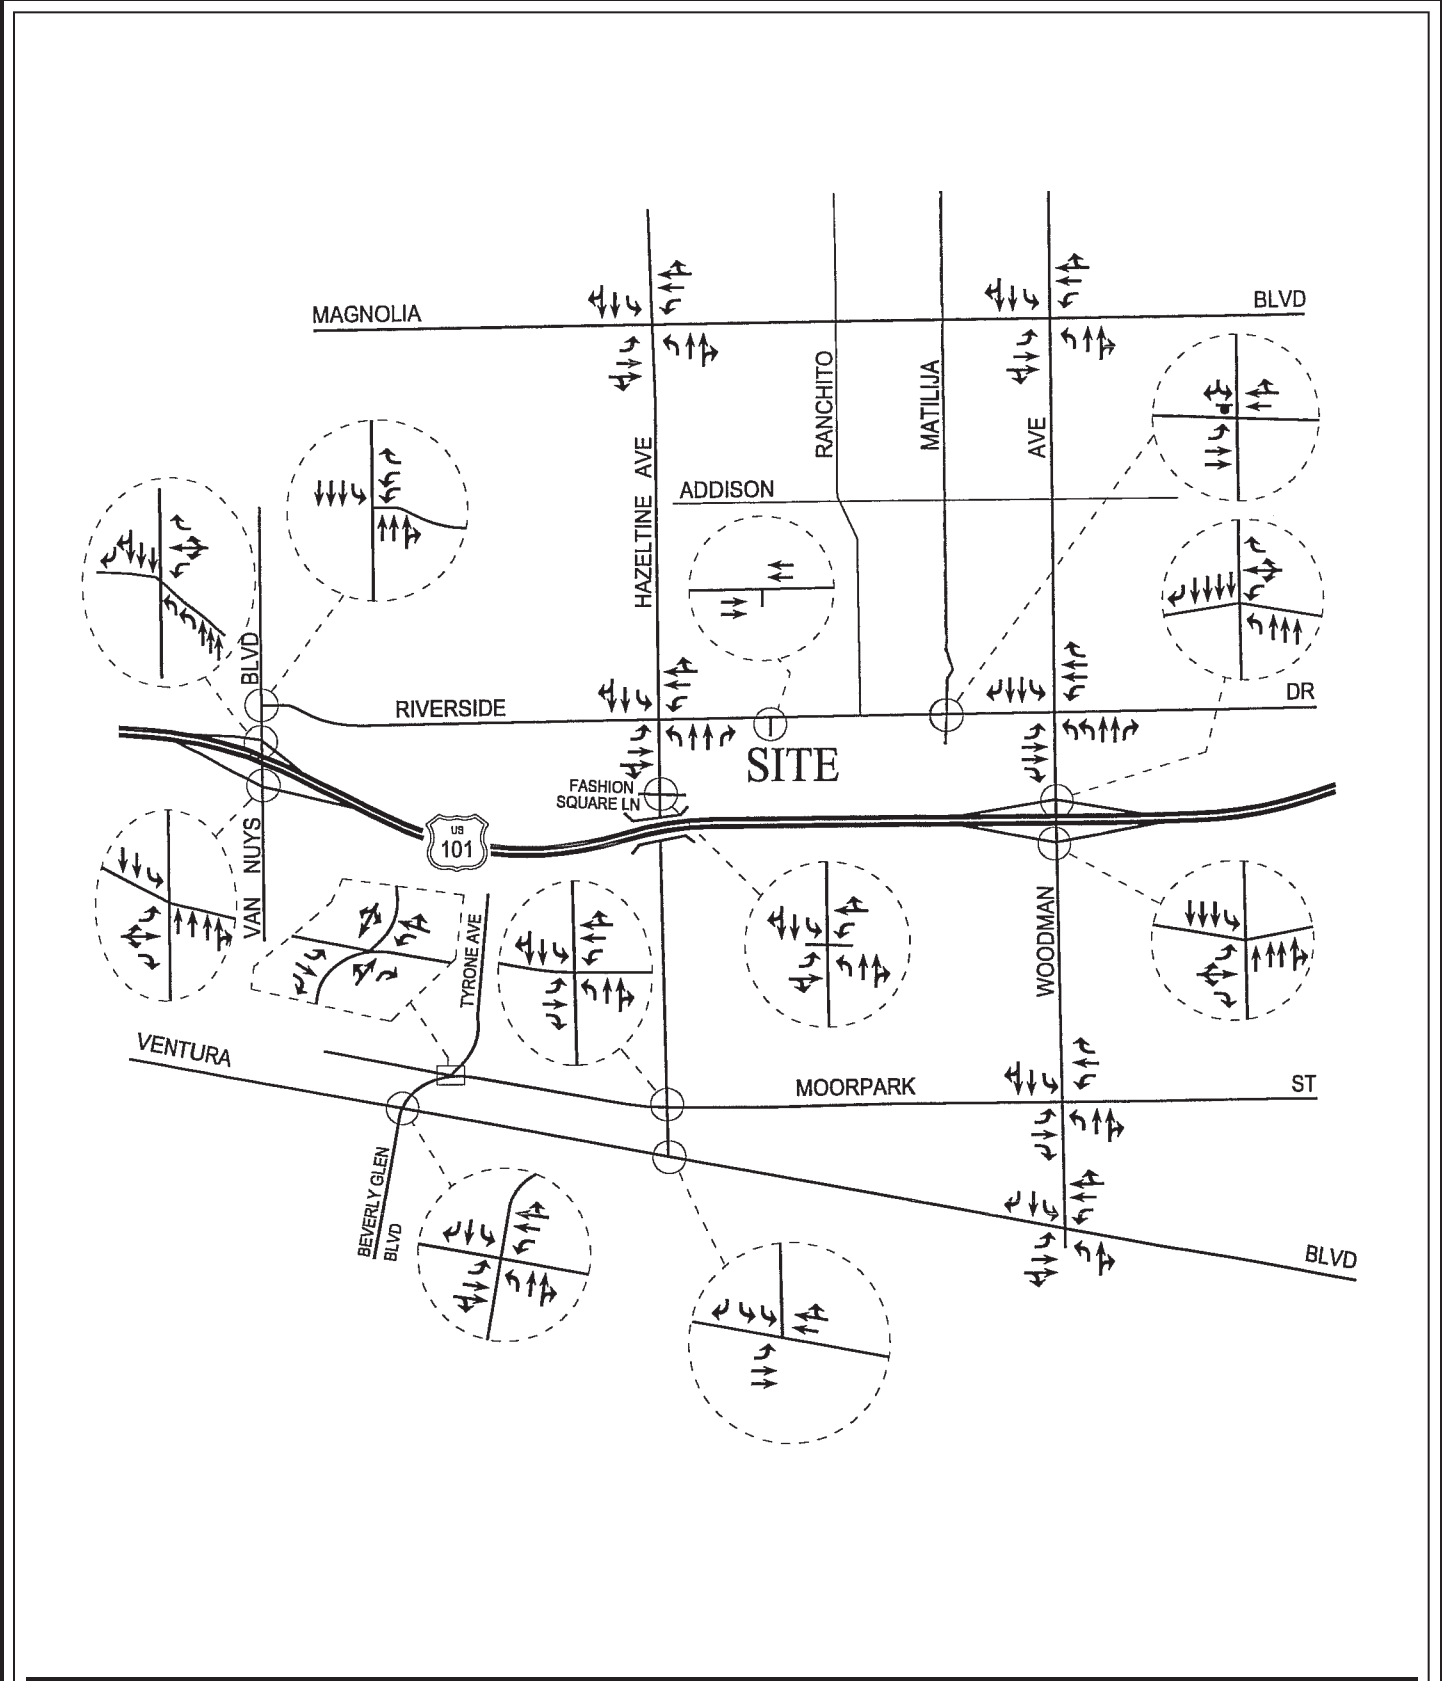 MAGNOLIA
BLVD
RANCHITO
MATILIJA
AVE
HAZELTINE AVE
ADDISON
BLVD
RIVERSIDE
DR
SITE
FASHION
SQUARE LN
US
101
VAN NUYS
TYRONE AVE
WOODMAN
VENTURA
MOORPARK
ST
BEVERLY GLEN
BLVD
BLVD